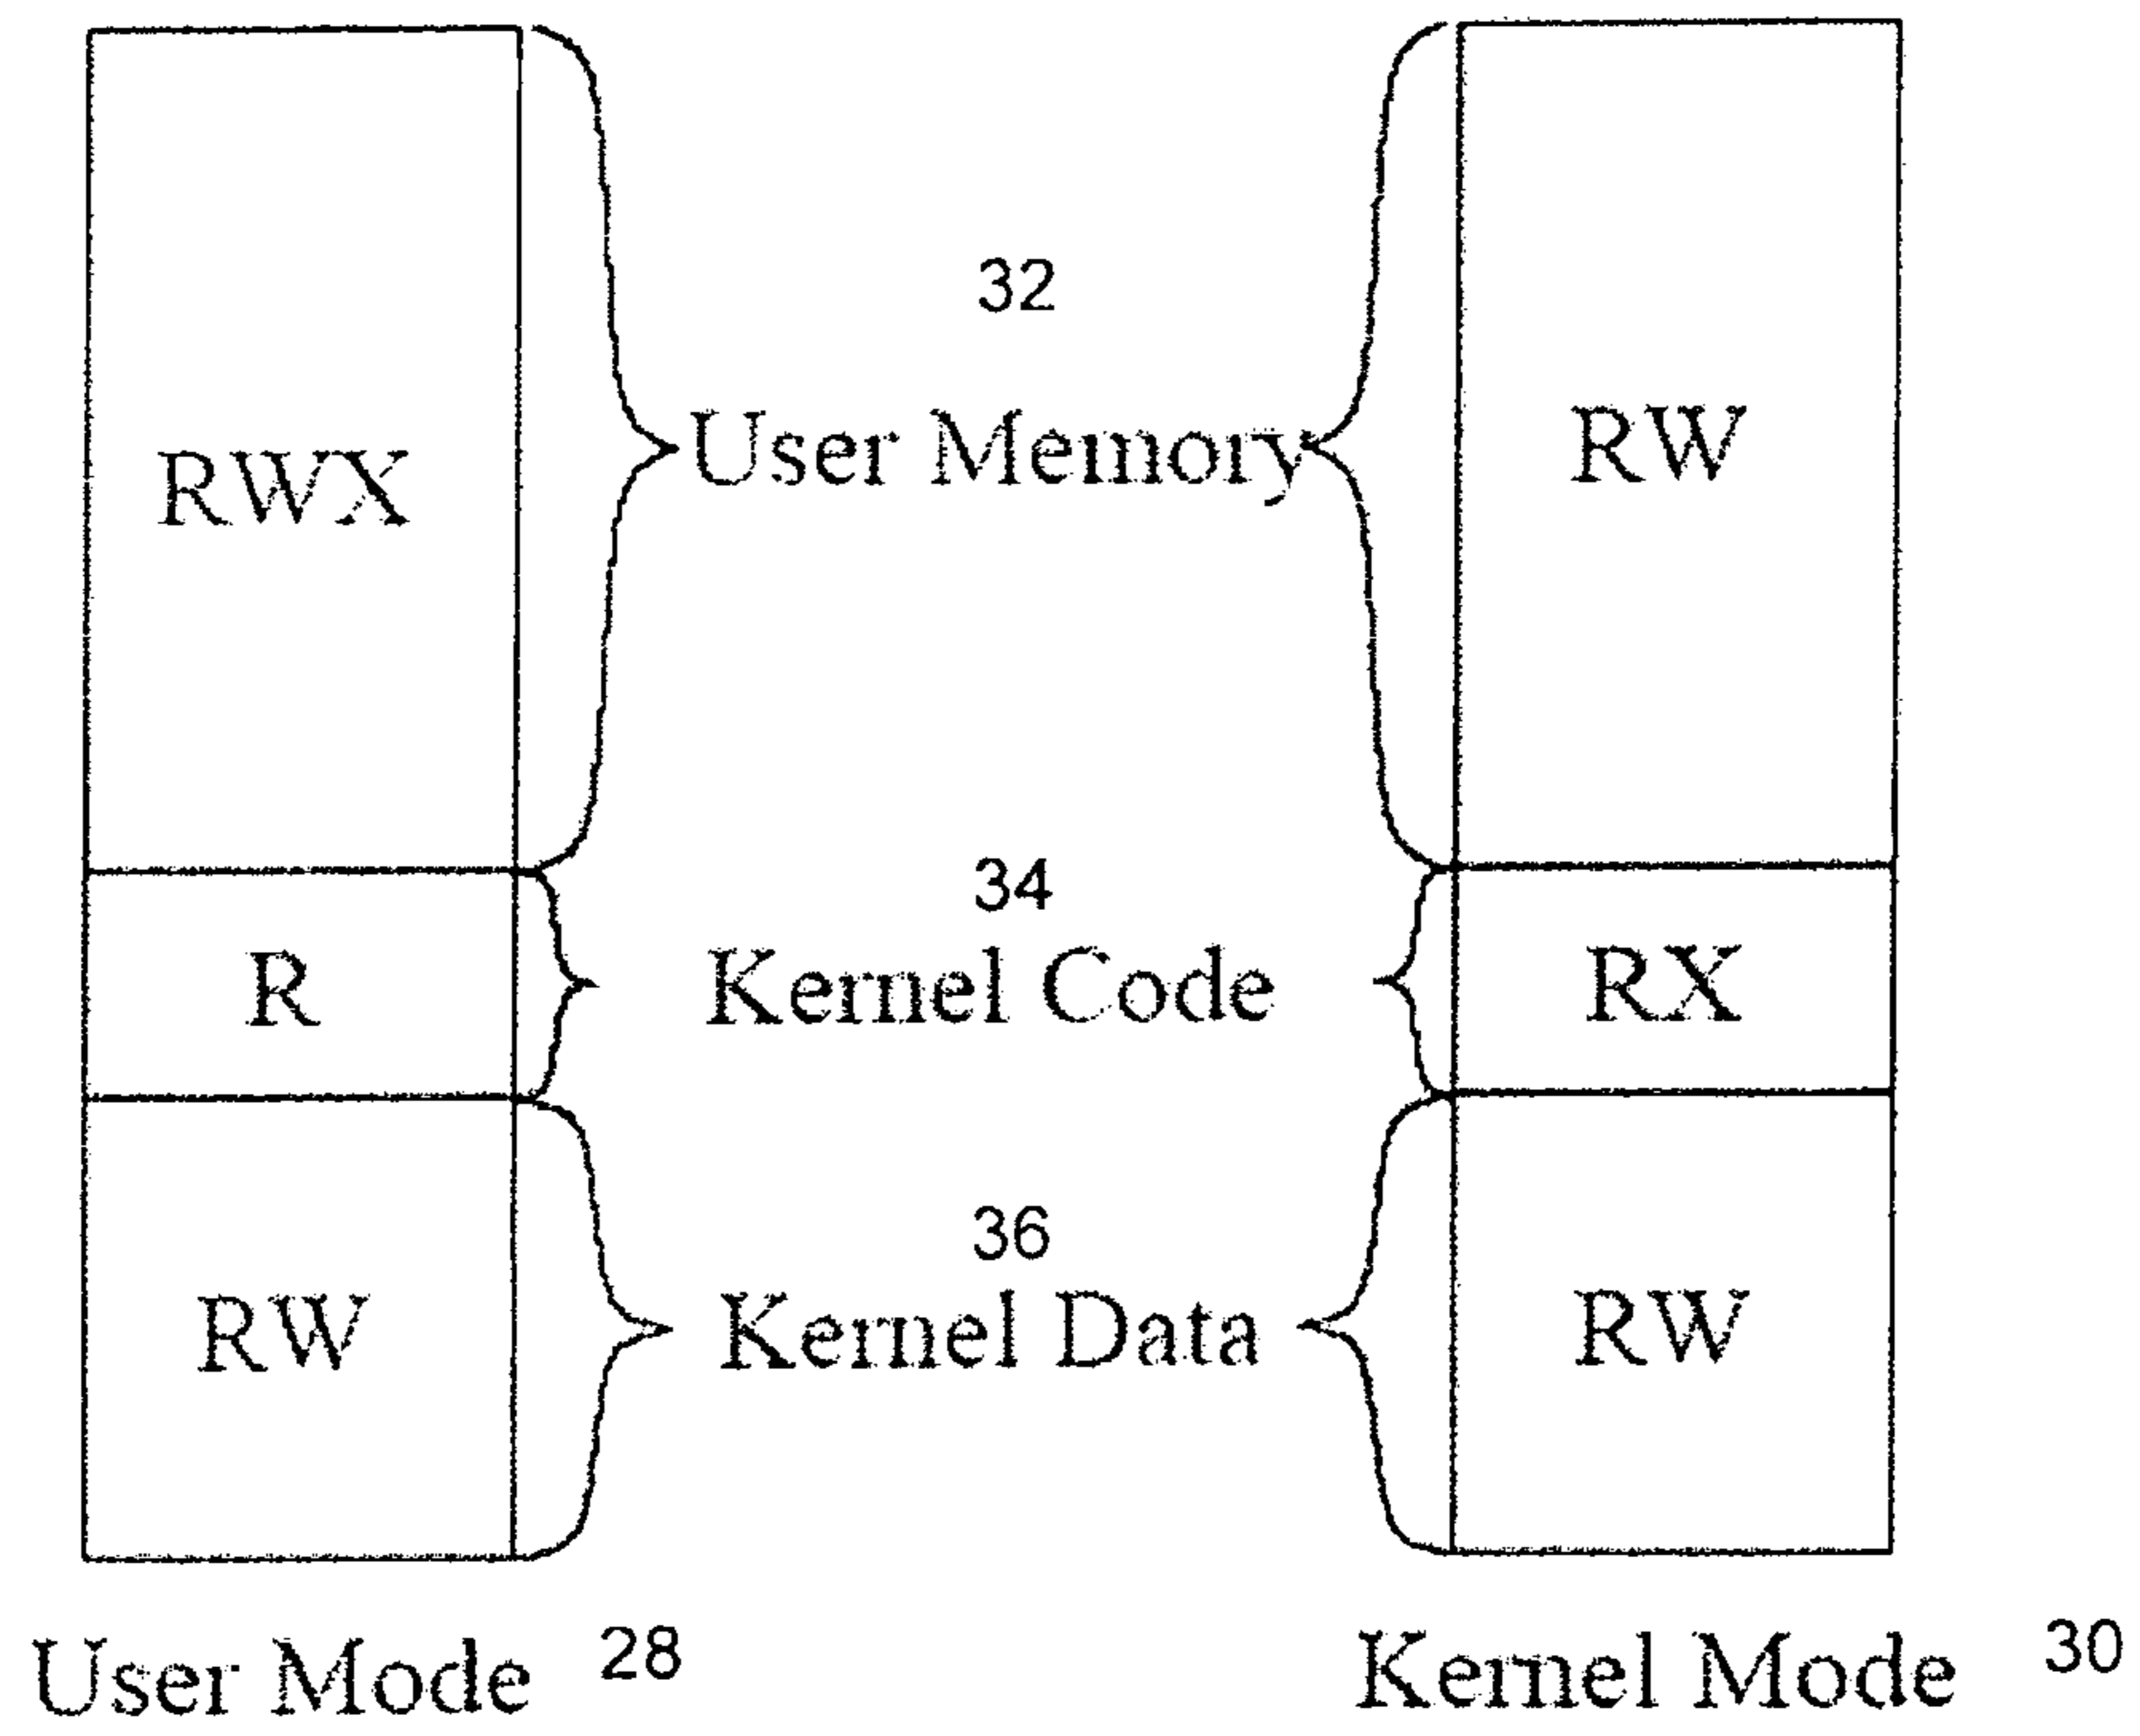 32
RWX User Memory RW
34
R Kernel Code RX
36
RW Kernel Data RW
User Mode 28 Kernel Mode 30